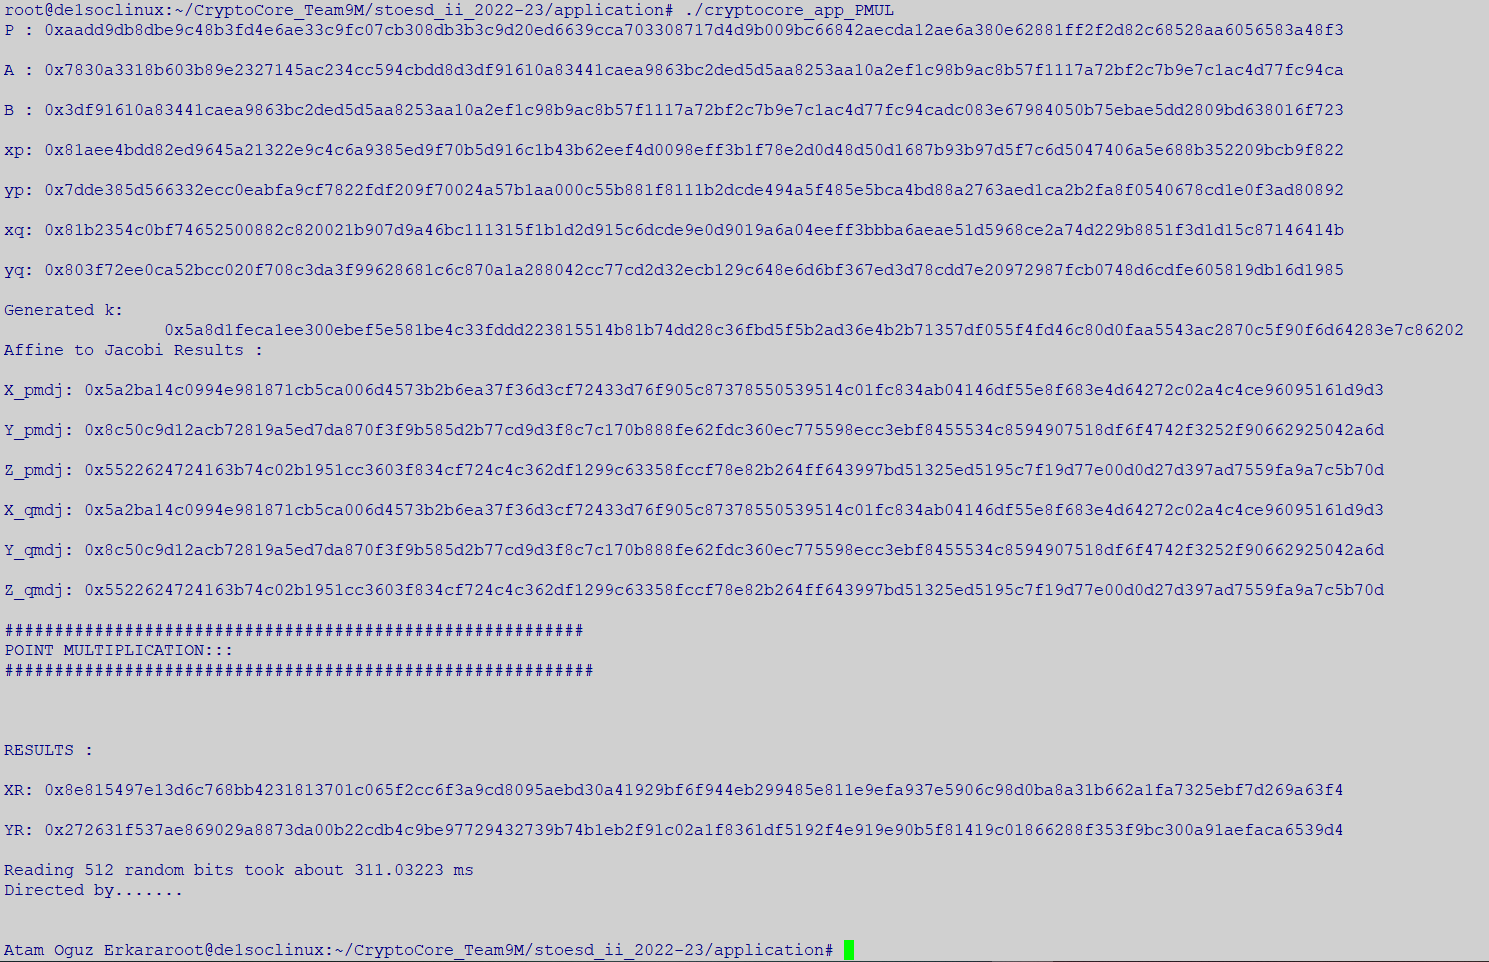 root@de1soclinux:~/CryptoCore_Team9M/stoesd_ii_2022-23/application# ./cryptocore_app_PMUL
P : 0xaadd9db8dbe9c48b3fd4e6ae33c9fc07cb308db3b3c9d20ed6639cca703308717d4d9b009bc66842aecda12ae6a380e62881ff2f2d82c68528aa6056583a48f3
A : 0x7830a3318b603b89e2327145ac234cc594cbdd8d3df91610a83441caea9863bc2ded5d5aa8253aa10a2ef1c98b9ac8b57f1117a72bf2c7b9e7c1ac4d77fc94ca
B : 0x3df91610a83441caea9863bc2ded5d5aa8253aa10a2ef1c98b9ac8b57f1117a72bf2c7b9e7c1ac4d77fc94cadc083e67984050b75ebae5dd2809bd638016f723
xp: 0x81aee4bdd82ed9645a21322e9c4c6a9385ed9f70b5d916c1b43b62eef4d0098eff3b1f78e2d0d48d50d1687b93b97d5f7c6d5047406a5e688b352209bcb9f822
yp: 0x7dde385d566332ecc0eabfa9cf7822fdf209f70024a57b1aa000c55b881f8111b2dcde494a5f485e5bca4bd88a2763aed1ca2b2fa8f0540678cd1e0f3ad80892
xq: 0x81b2354c0bf74652500882c820021b907d9a46bc111315f1b1d2d915c6dcde9e0d9019a6a04eeff3bbba6aeae51d5968ce2a74d229b8851f3d1d15c87146414b
yq: 0x803f72ee0ca52bcc020f708c3da3f99628681c6c870a1a288042cc77cd2d32ecb129c648e6d6bf367ed3d78cdd7e20972987fcb0748d6cdfe605819db16d1985
Generated k:
0x5a8d1feca1ee300ebef5e581be4c33fddd223815514b81b74dd28c36fbd5f5b2ad36e4b2b71357df055f4fd46c80d0faa5543ac2870c5f90f6d64283e7c86202
Affine to Jacobi Results :
X_pmdj: 0x5a2ba14c0994e981871cb5ca006d4573b2b6ea37f36d3cf72433d76f905c87378550539514c01fc834ab04146df55e8f683e4d64272c02a4c4ce96095161d9d3
Y_pmdj: 0x8c50c9d12acb72819a5ed7da870f3f9b585d2b77cd9d3f8c7c170b888fe62fdc360ec775598ecc3ebf8455534c8594907518df6f4742f3252f90662925042a6d
Z_pmdj: 0x5522624724163b74c02b1951cc3603f834cf724c4c362df1299c63358fccf78e82b264ff643997bd51325ed5195c7f19d77e00d0d27d397ad7559fa9a7c5b70d
X_qmdj: 0x5a2ba14c0994e981871cb5ca006d4573b2b6ea37f36d3cf72433d76f905c87378550539514c01fc834ab04146df55e8f683e4d64272c02a4c4ce96095161d9d3
Y_qmdj: 0x8c50c9d12acb72819a5ed7da870f3f9b585d2b77cd9d3f8c7c170b888fe62fdc360ec775598ecc3ebf8455534c8594907518df6f4742f3252f90662925042a6d
Z_qmdj: 0x5522624724163b74c02b1951cc3603f834cf724c4c362df1299c63358fccf78e82b264ff643997bd51325ed5195c7f19d77e00d0d27d397ad7559fa9a7c5b70d
##########################################################
POINT MULTIPLICATION:::
###########################################################
RESULTS :
XR: 0x8e815497e13d6c768bb4231813701c065f2cc6f3a9cd8095aebd30a41929bf6f944eb299485e811e9efa937e5906c98d0ba8a31b662a1fa7325ebf7d269a63f4
YR: 0x272631f537ae869029a8873da00b22cdb4c9be97729432739b74b1eb2f91c02a1f8361df5192f4e919e90b5f81419c01866288f353f9bc300a91aefaca6539d4
Reading 512 random bits took about 311.03223 ms
Directed by.......
Atam Oguz Erkararoot@de1soclinux:~/CryptoCore_Team9M/stoesd_ii_2022-23/application#